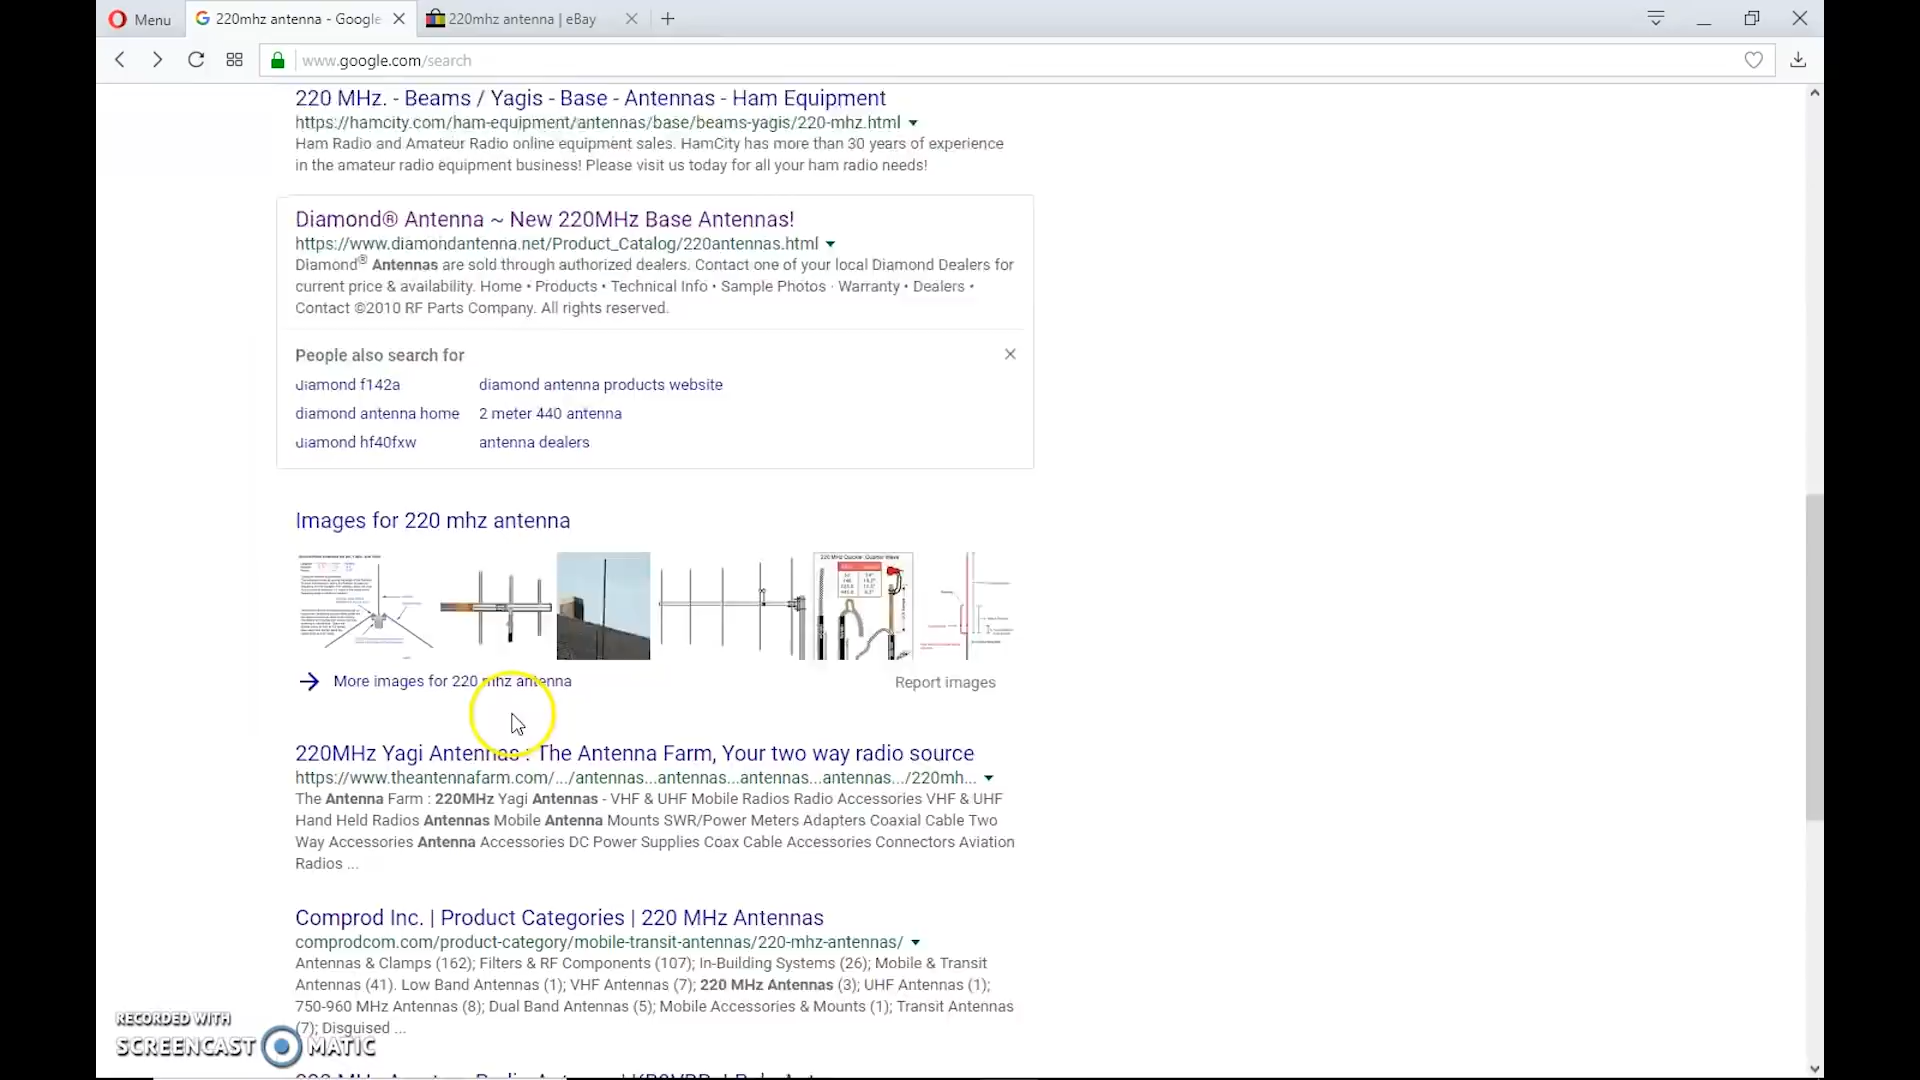 Menu
220mhz antenna - Google
220mhz antenna | eBay
www.google.com/search
220 MHz. - Beams / Yagis - Base - Antennas - Ham Equipment
https://hamcity.com/ham-equipment/antennas/base/beams-yagis/220-mhz.html
Ham Radio and Amateur Radio online equipment sales. HamCity has more than 30 years of experience
in the amateur radio equipment business! Please visit us today for all your ham radio needs!
Diamond® Antenna ~ New 220MHz Base Antennas!
https://www.diamondantenna.net/Product_Catalog/220antennas.html
Diamond® Antennas are sold through authorized dealers. Contact one of your local Diamond Dealers for
current price & availability. Home • Products • Technical Info • Sample Photos · Warranty • Dealers •
Contact ©2010 RF Parts Company. All rights reserved.
People also search for
diamond f142a
diamond antenna products website
diamond antenna home
2 meter 440 antenna
diamond hf40fxw
antenna dealers
Images for 220 mhz antenna
220 MHz Quarter Wave
More images for 220 mhz antenna
Report images
220MHz Yagi Antennas : The Antenna Farm, Your two way radio source
https://www.theantennafarm.com/.../antennas...antennas...antennas...antennas.../220mh...
The Antenna Farm : 220MHz Yagi Antennas - VHF & UHF Mobile Radios Radio Accessories VHF & UHF
Hand Held Radios Antennas Mobile Antenna Mounts SWR/Power Meters Adapters Coaxial Cable Two
Way Accessories Antenna Accessories DC Power Supplies Coax Cable Accessories Connectors Aviation
Radios ...
Comprod Inc. | Product Categories | 220 MHz Antennas
comprodcom.com/product-category/mobile-transit-antennas/220-mhz-antennas/
Antennas & Clamps (162); Filters & RF Components (107); In-Building Systems (26); Mobile & Transit
Antennas (41). Low Band Antennas (1); VHF Antennas (7); 220 MHz Antennas (3); UHF Antennas (1);
750-960 MHz Antennas (8); Dual Band Antennas (5); Mobile Accessories & Mounts (1); Transit Antennas
(7); Disguised ...
RECORDED WITH
SCREENCAST MATIC